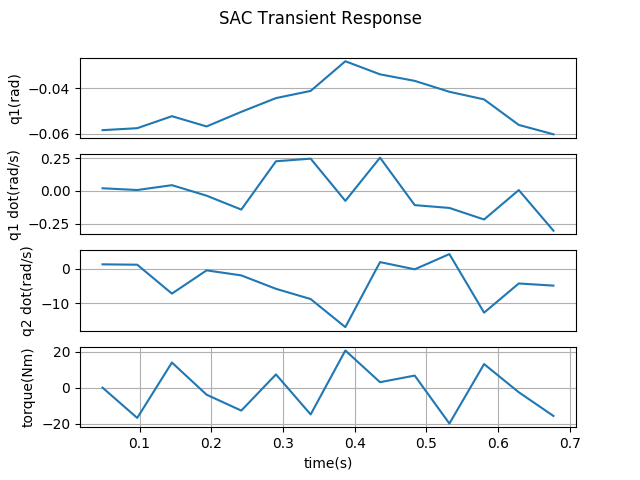 SAC Transient Response
q1(rad)
−0.04
−0.06
q1 dot(rad/s)
0.25
0.00
−0.25
q2 dot(rad/s)
0
−10
torque(Nm)
20
0
−20
0.1 0.2 0.3 0.4 0.5 0.6 0.7
time(s)